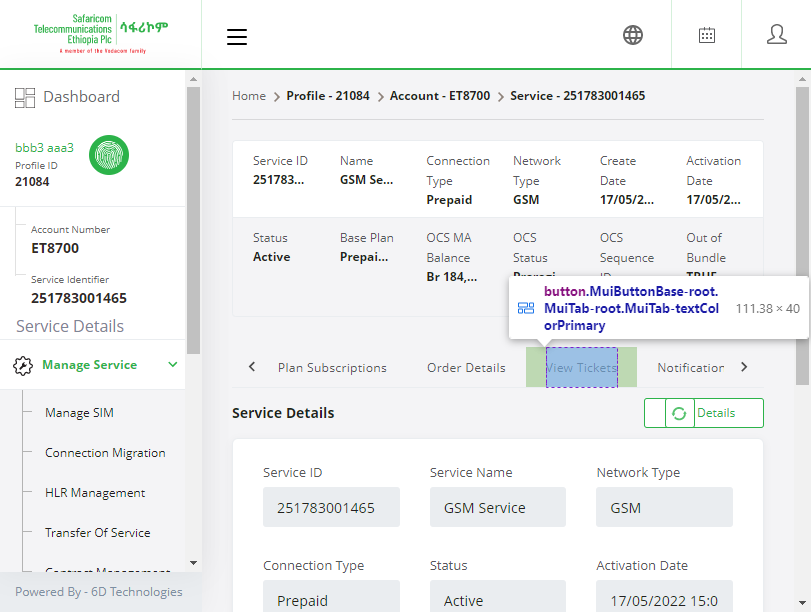 Safaricom
Telecommunications
Ethiopia Plc
ሳፋሪኮም
A member of the Vodacom family
Dashboard
bbb3 aaa3
Profile ID
21084
Account Number
ET8700
Service Identifier
251783001465
Service Details
Manage Service
Manage SIM
Connection Migration
HLR Management
Transfer Of Service
Contract Management
Powered By - 6D Technologies
Home > Profile - 21084 > Account - ET8700 > Service - 251783001465
Service ID Name Connection Type Network Type Create Date Activation Date
251783... GSM Se... Prepaid GSM 17/05/2... 17/05/2...
Status Base Plan OCS MA Balance OCS Status OCS Sequence ID Out of Bundle
Active Prepai... Br 184,... TRUE
button.MuiButtonBase-root.
MuiTab-root.MuiTab-textCol
orPrimary
111.38 × 40
Plan Subscriptions Order Details View Tickets Notification
Service Details
Details
Service ID Service Name Network Type
251783001465 GSM Service GSM
Connection Type Status Activation Date
Prepaid Active 17/05/2022 15:0